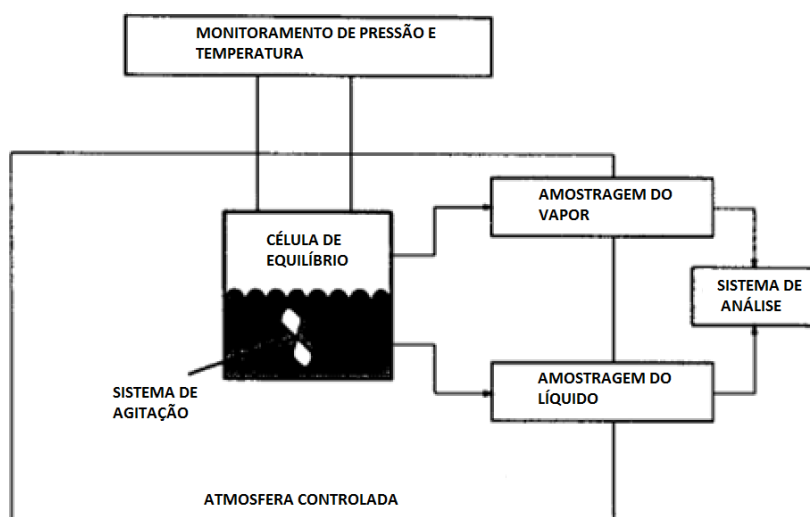 MONITORAMENTO DE PRESSÃO E
TEMPERATURA
AMOSTRAGEM DO
VAPOR
CÉLULA DE
EQUILÍBRIO
SISTEMA DE
ANÁLISE
SISTEMA DE
AGITAÇÃO
AMOSTRAGEM DO
LÍQUIDO
ATMOSFERA CONTROLADA